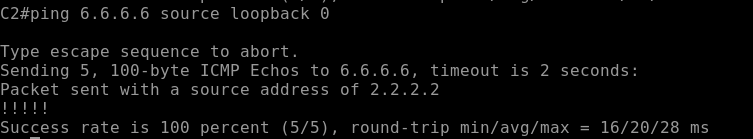 C2#ping 6.6.6.6 source loopback 0
Type escape sequence to abort.
Sending 5, 100-byte ICMP Echos to 6.6.6.6, timeout is 2 seconds:
Packet sent with a source address of 2.2.2.2
!!!!!
Success rate is 100 percent (5/5), round-trip min/avg/max = 16/20/28 ms